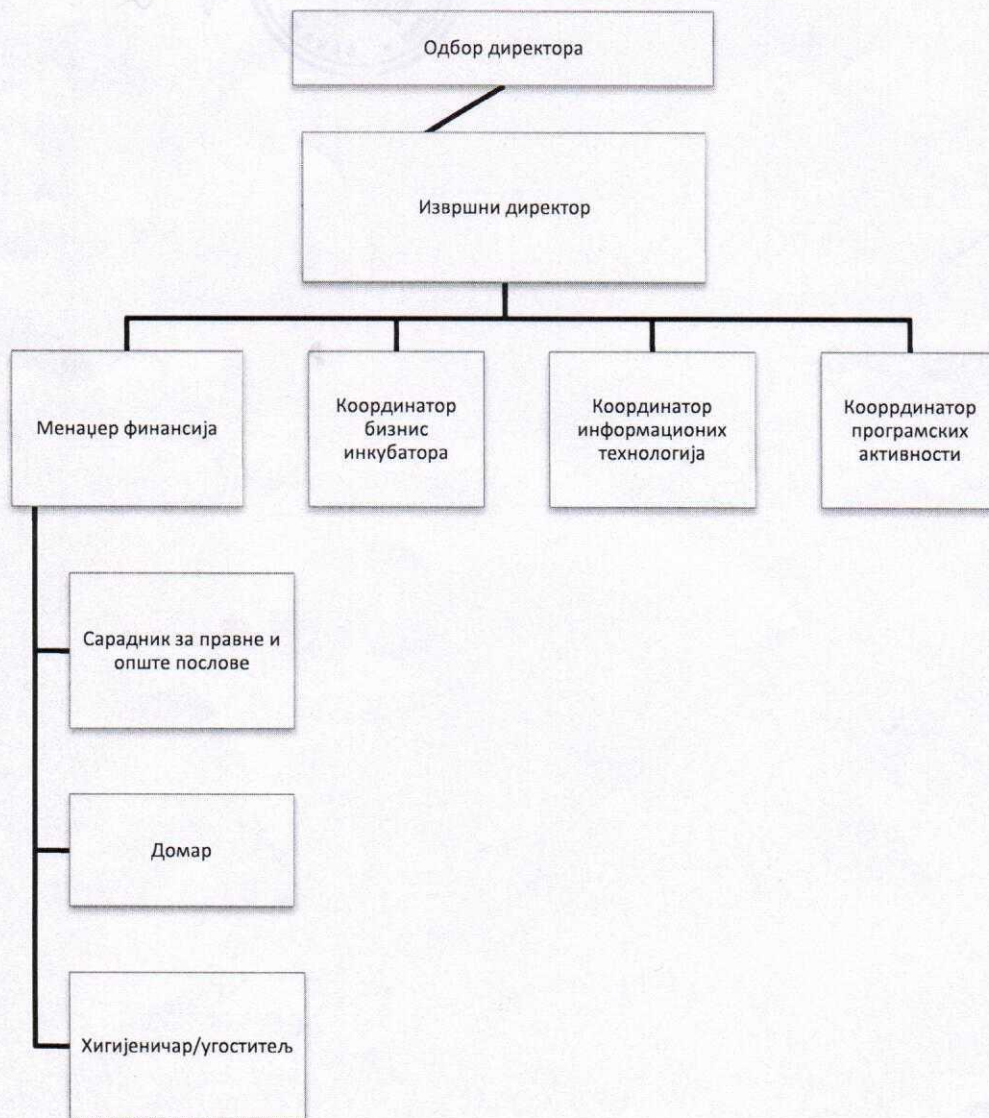 Одбор директора
Извршни директор
Менаџер финансија
Координатор
бизнис
инкубатора
Координатор
информационих
технологија
Кооррдинатор
програмских
активности
Сарадник за правне и
опште послове
Домар
Хигијеничар/угоститељ